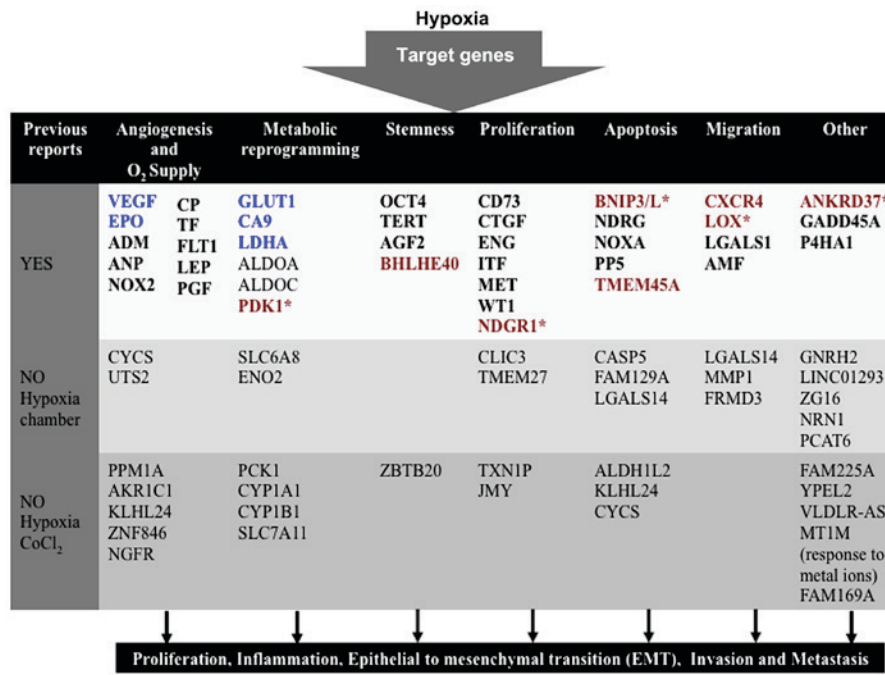 Hypoxia
Target genes
Previous reports
Angiogenesis and O2 Supply
Metabolic reprogramming
Stemness
Proliferation
Apoptosis
Migration
Other
YES
VEGF
EPO
ADM
ANP
NOX2
CP
TF
FLT1
LEP
PGF
GLUT1
CA9
LDHA
ALDOA
ALDOC
PDK1*
OCT4
TERT
AGF2
BHLHE40
CD73
CTGF
ENG
ITF
MET
WT1
NDGR1*
BNIP3/L*
NDRG
NOXA
PP5
TMEM45A
CXCR4
LOX*
LGALS1
AMF
ANKRD37*
GADD45A
P4HA1
NO
Hypoxia
chamber
CYCS
UTS2
SLC6A8
ENO2
CLIC3
TMEM27
CASP5
FAM129A
LGALS14
LGALS14
MMP1
FRMD3
GNRH2
LINC01293
ZG16
NRN1
PCAT6
NO
Hypoxia
CoCl2
PPM1A
AKR1C1
KLHL24
ZNF846
NGFR
PCK1
CYP1A1
CYP1B1
SLC7A11
ZBTB20
TXN1P
JMY
ALDH1L2
KLHL24
CYCS
FAM225A
YPEL2
VLDLR-AS
MT1M
(response to
metal ions)
FAM169A
Proliferation, Inflammation, Epithelial to mesenchymal transition (EMT), Invasion and Metastasis